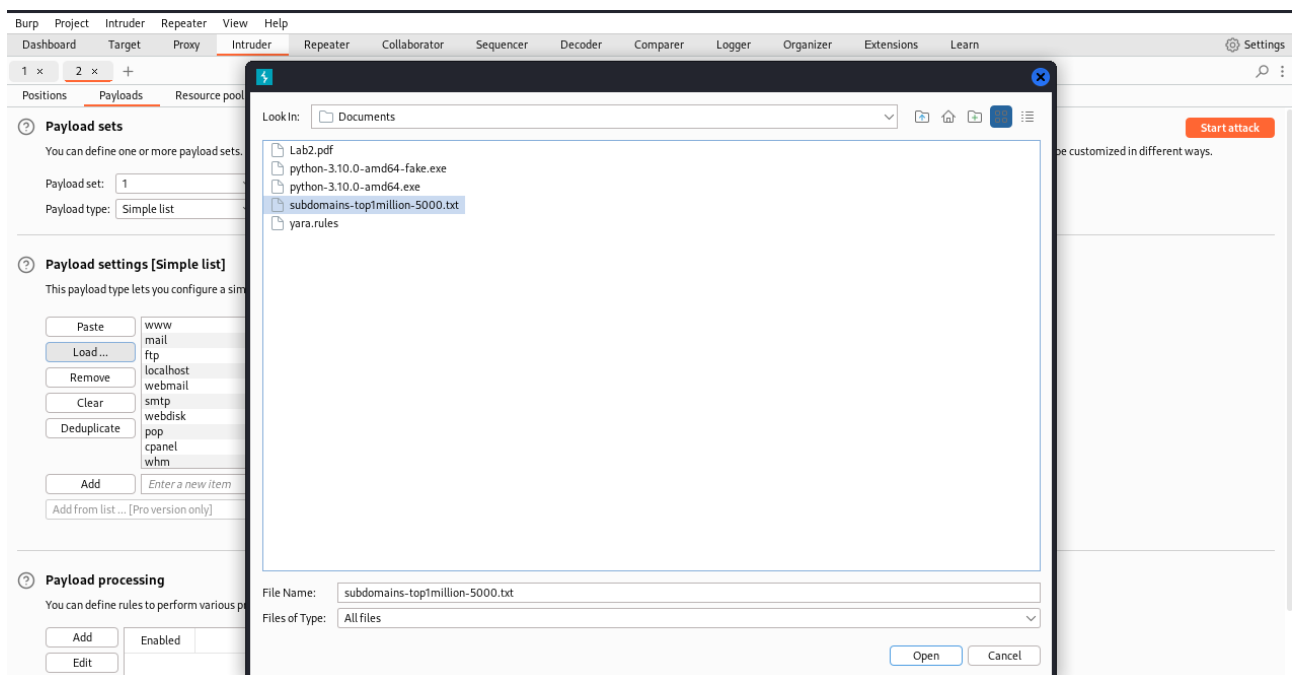 Burp Project Intruder Repeater View Help
Dashboard Target Proxy Intruder Repeater Collaborator Sequencer Decoder Comparer Logger Organizer Extensions Learn Settings
1 × 2 × +
Positions Payloads Resource pool
Payload sets
You can define one or more payload sets.
be customized in different ways.
Start attack
Payload set: 1
Payload type: Simple list
Payload settings [Simple list]
This payload type lets you configure a sim
Paste
Load ...
Remove
Clear
Deduplicate
www
mail
ftp
localhost
webmail
smtp
webdisk
pop
cpanel
whm
Add Enter a new item
Add from list ... [Pro version only]
Payload processing
You can define rules to perform various pr
Add Enabled
Edit
Look In: Documents
Lab2.pdf
python-3.10.0-amd64-fake.exe
python-3.10.0-amd64.exe
subdomains-top1million-5000.txt
yara.rules
File Name: subdomains-top1million-5000.txt
Files of Type: All files
Open Cancel